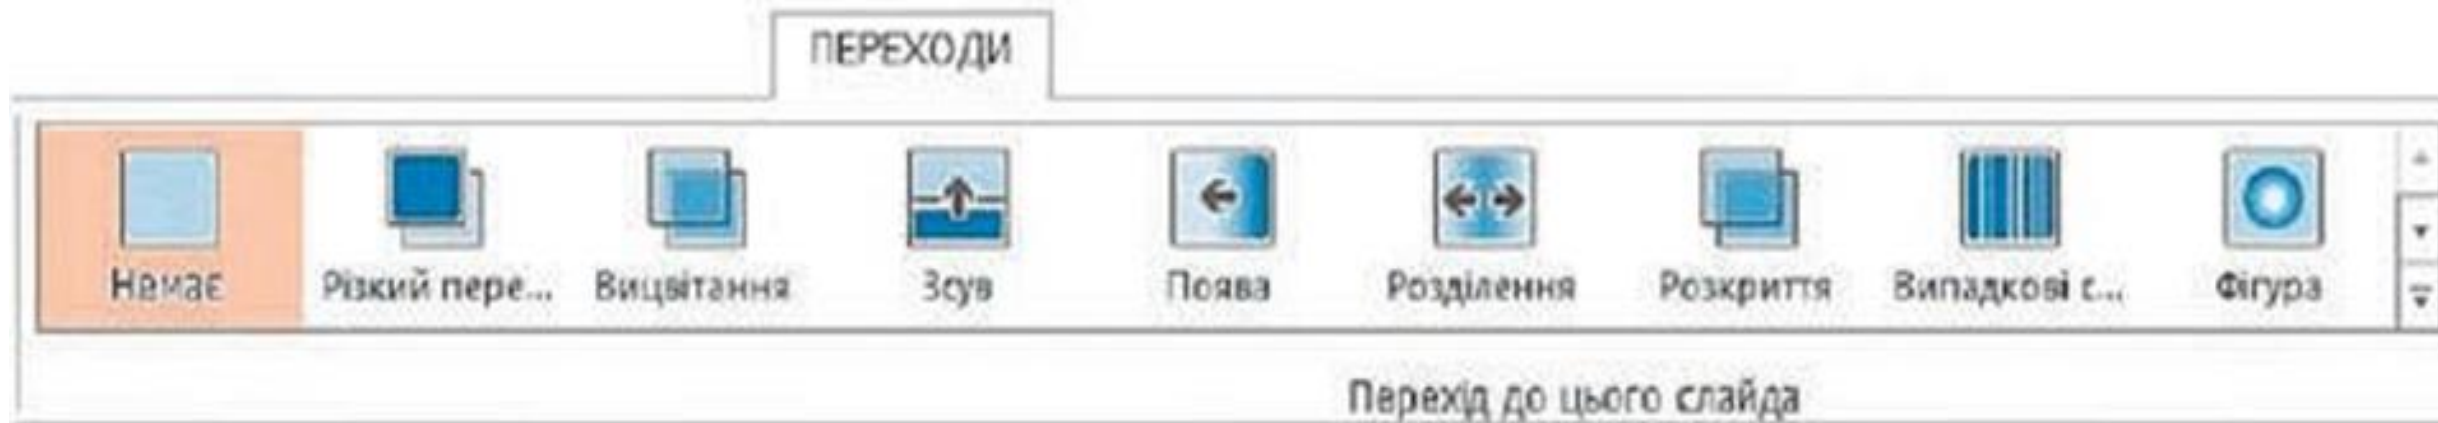 ПЕРЕХОДИ
Немає Різкий пере... Вицвітання Зсув Поява Розділення Розкриття Випадкові с... Фігура
Перехід до цього слайда